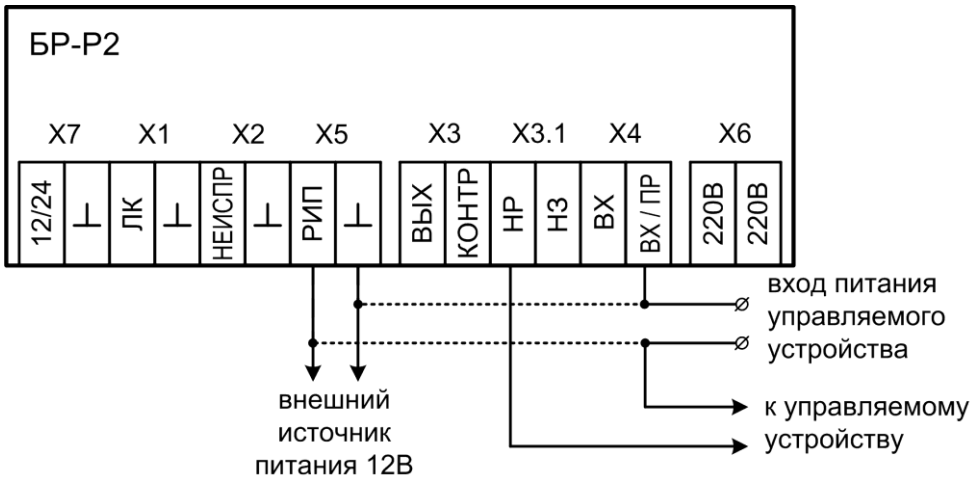 БР-Р2
X7 X1 X2 X5 X3 X3.1 X4 X6
12/24 ⊥ ЛК ⊥ НЕИСПР ⊥ РИП ⊥ ВЫХ КОНТР НР НЗ ВХ ВХ / ПР 220В 220В
вход питания
управляемого
устройства
внешний
источник
питания 12В
к управляемому
устройству